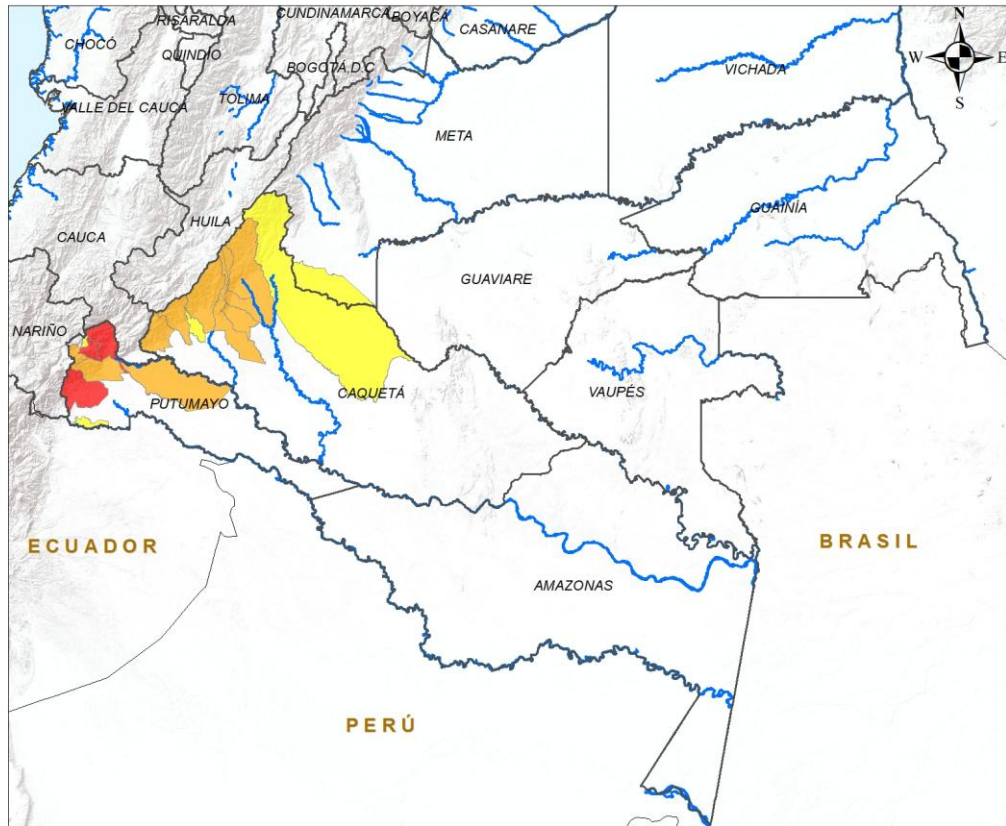 CUNDINAMARCA
BOYACÁ
RISARALDA
CASANARE
N
CHOCÓ
QUINDÍO
BOGOTÁ D.C
W
E
VICHADA
S
TOLIMA
VALLE DEL CAUCA
META
HUILA
GUAINÍA
CAUCA
GUAVIARE
NARIÑO
VAUPÉS
CAQUETÁ
PUTUMAYO
ECUADOR
BRASIL
AMAZONAS
PERÚ